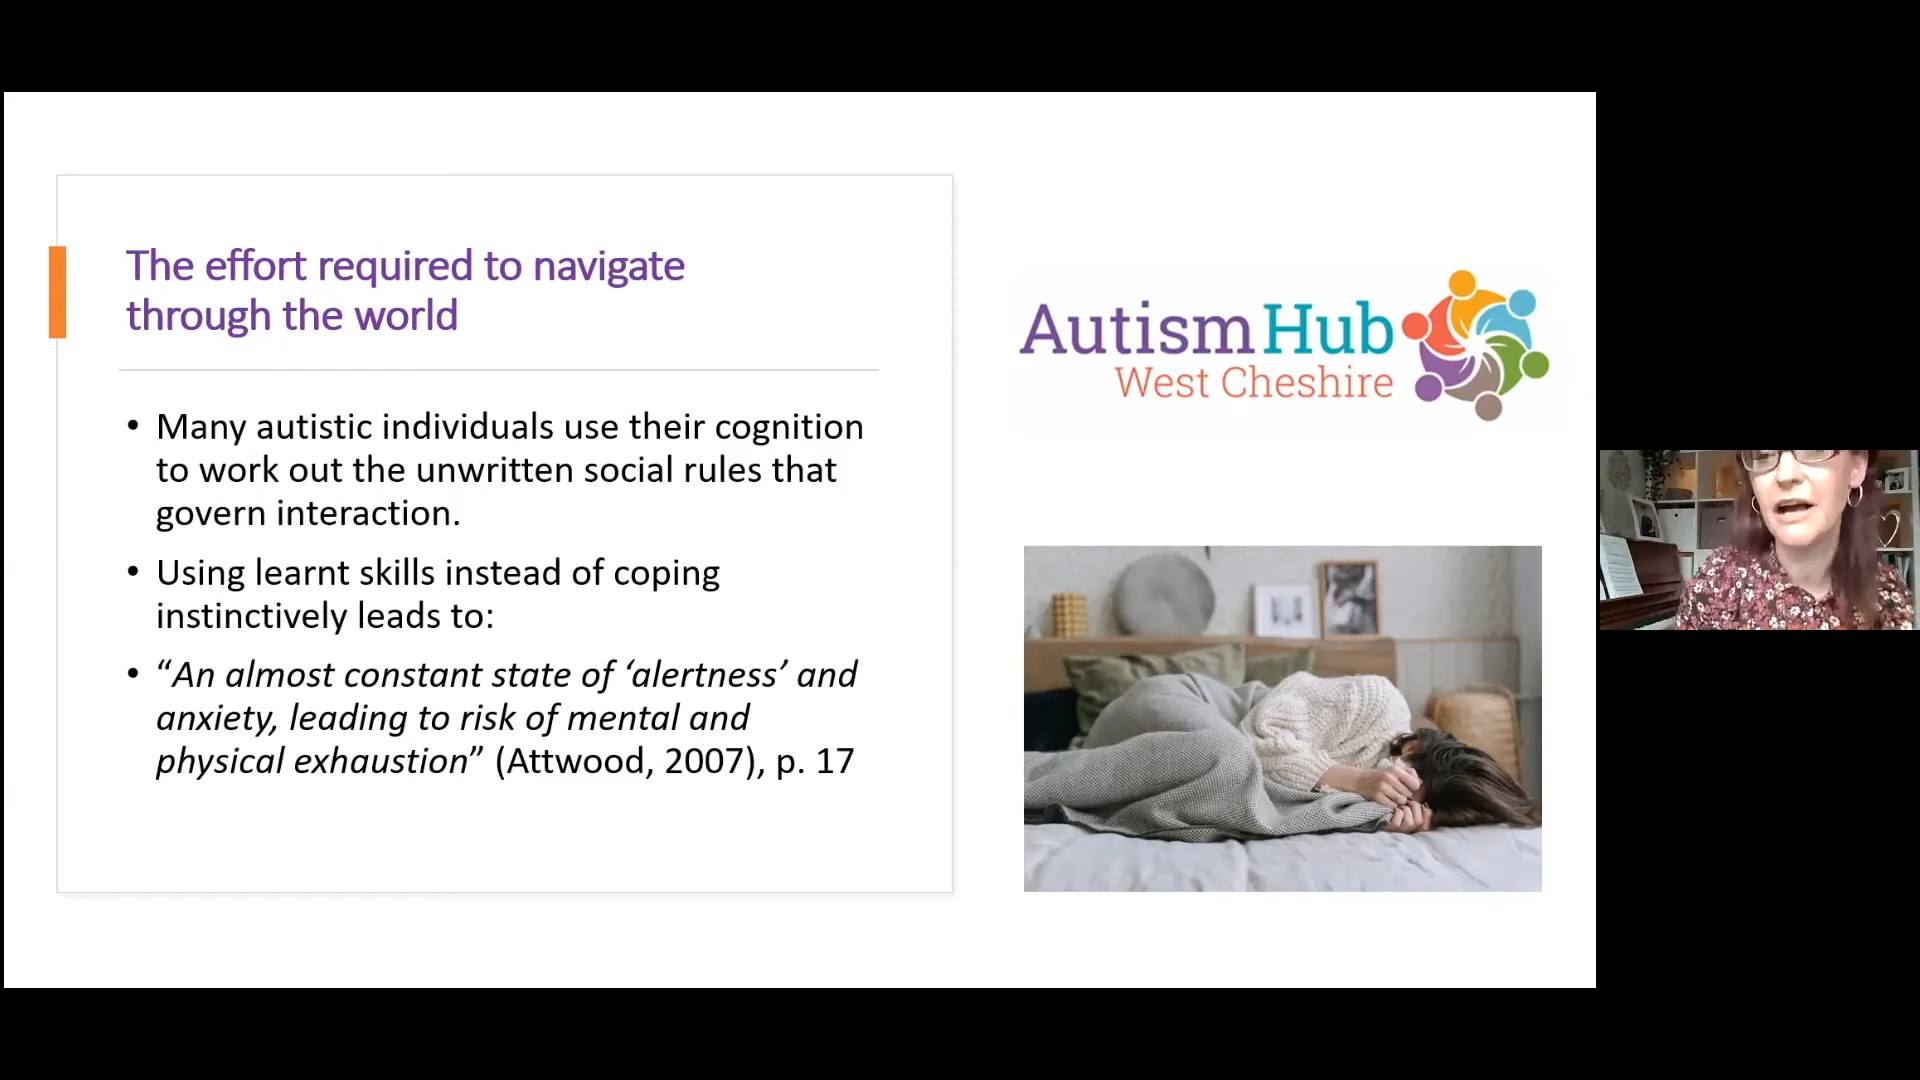 The effort required to navigate
through the world
• Many autistic individuals use their cognition
to work out the unwritten social rules that
govern interaction.
• Using learnt skills instead of coping
instinctively leads to:
• “An almost constant state of ‘alertness’ and
anxiety, leading to risk of mental and
physical exhaustion” (Attwood, 2007), p. 17
Autism Hub
West Cheshire